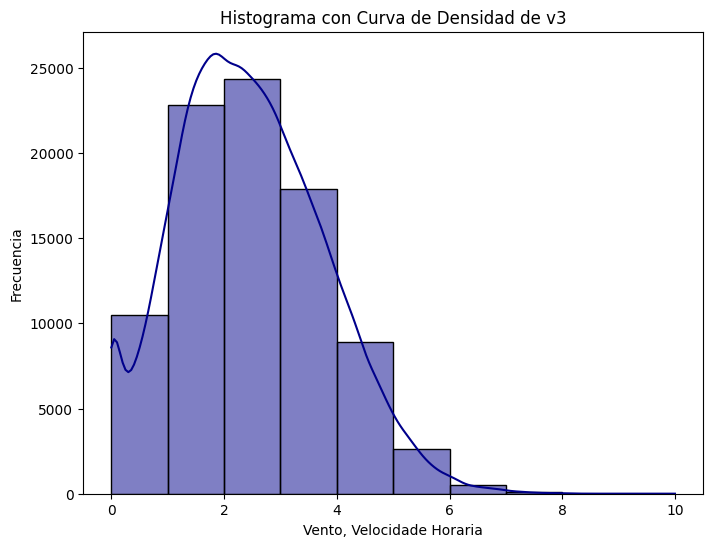 Histograma con Curva de Densidad de v3
Frecuencia
25000
20000
15000
10000
5000
0
0 2 4 6 8 10
Vento, Velocidade Horaria